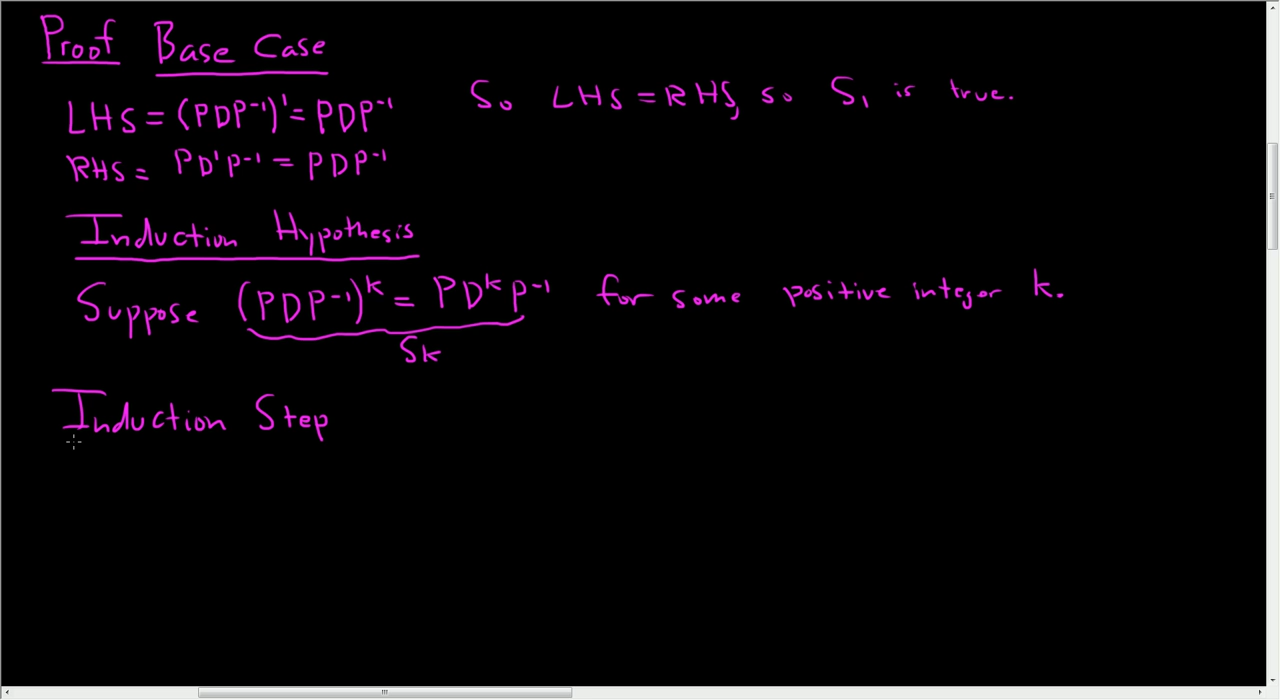 Proof Base Case
LHS = (PDP⁻¹)¹ = PDP⁻¹ So LHS = RHS, so S₁ is true.
RHS = PD¹P⁻¹ = PDP⁻¹
Induction Hypothesis
Suppose (PDP⁻¹)ᵏ = PDᵏP⁻¹ for some positive integer k.
Sk
Induction Step